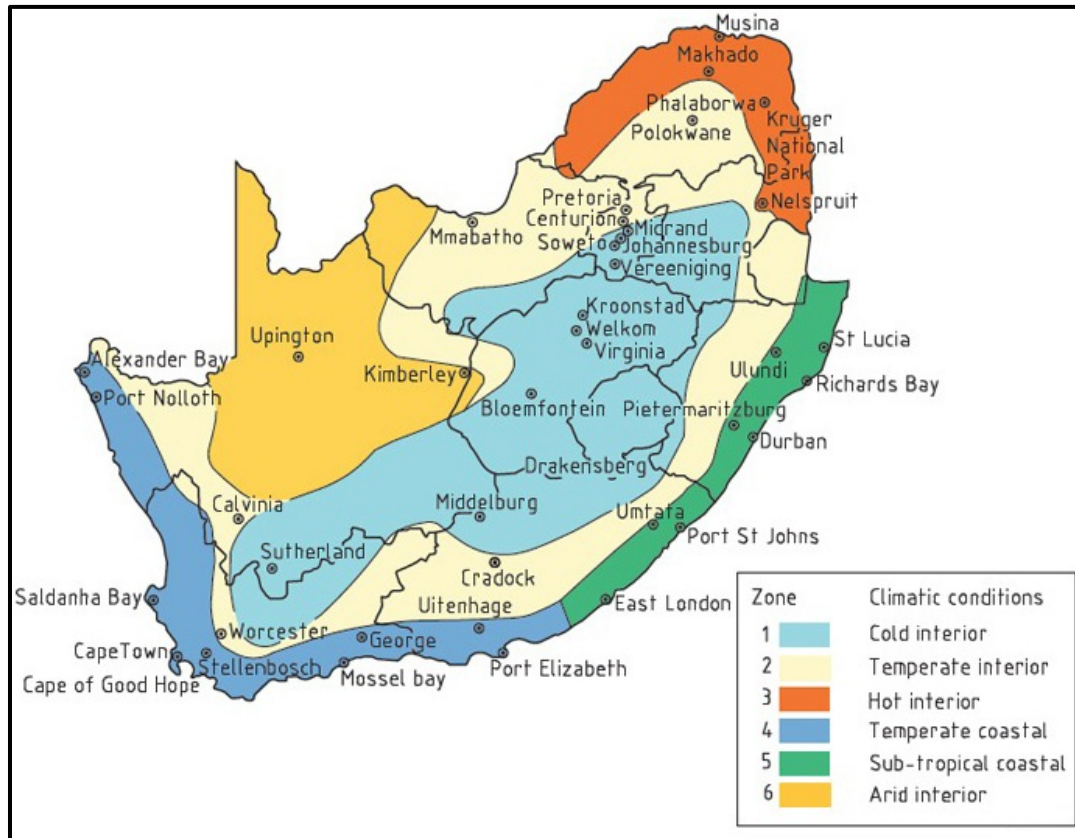 Musina
Makhado
Phalaborwa
Polokwane
Kruger
National
Park
Pretoria
Nelspruit
Centurion
Midrand
Mmabatho
Soweto
Johannesburg
Vereeniging
Kroonstad
Upington
Welkom
St Lucia
Alexander Bay
Virginia
Ulundi
Kimberley
Richards Bay
Port Nolloth
Bloemfontein
Pietermaritzburg
Durban
Drakensberg
Calvinia
Middelburg
Umtata
Port St Johns
Sutherland
Cradock
Saldanha Bay
Uitenhage
East London
Worcester
George
CapeTown
Stellenbosch
Port Elizabeth
Cape of Good Hope
Mossel bay
Zone Climatic conditions
1 Cold interior
2 Temperate interior
3 Hot interior
4 Temperate coastal
5 Sub-tropical coastal
6 Arid interior